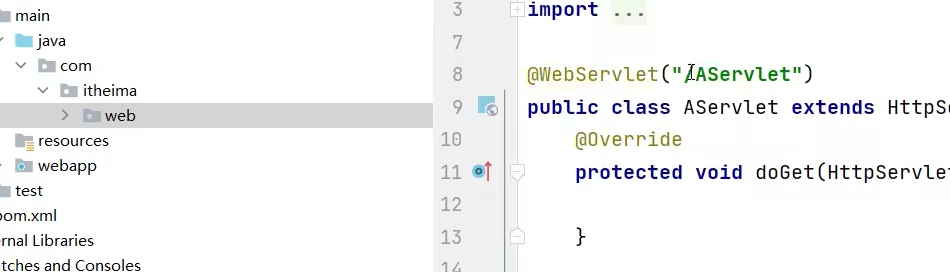 main
java
com
itheima
web
resources
webapp
test
pom.xml
rnal Libraries
tches and Consoles
3 import ...
7
8 @WebServlet("/AServlet")
9 public class AServlet extends HttpS
10 @Override
11 protected void doGet(HttpServlet
12
13 }
14